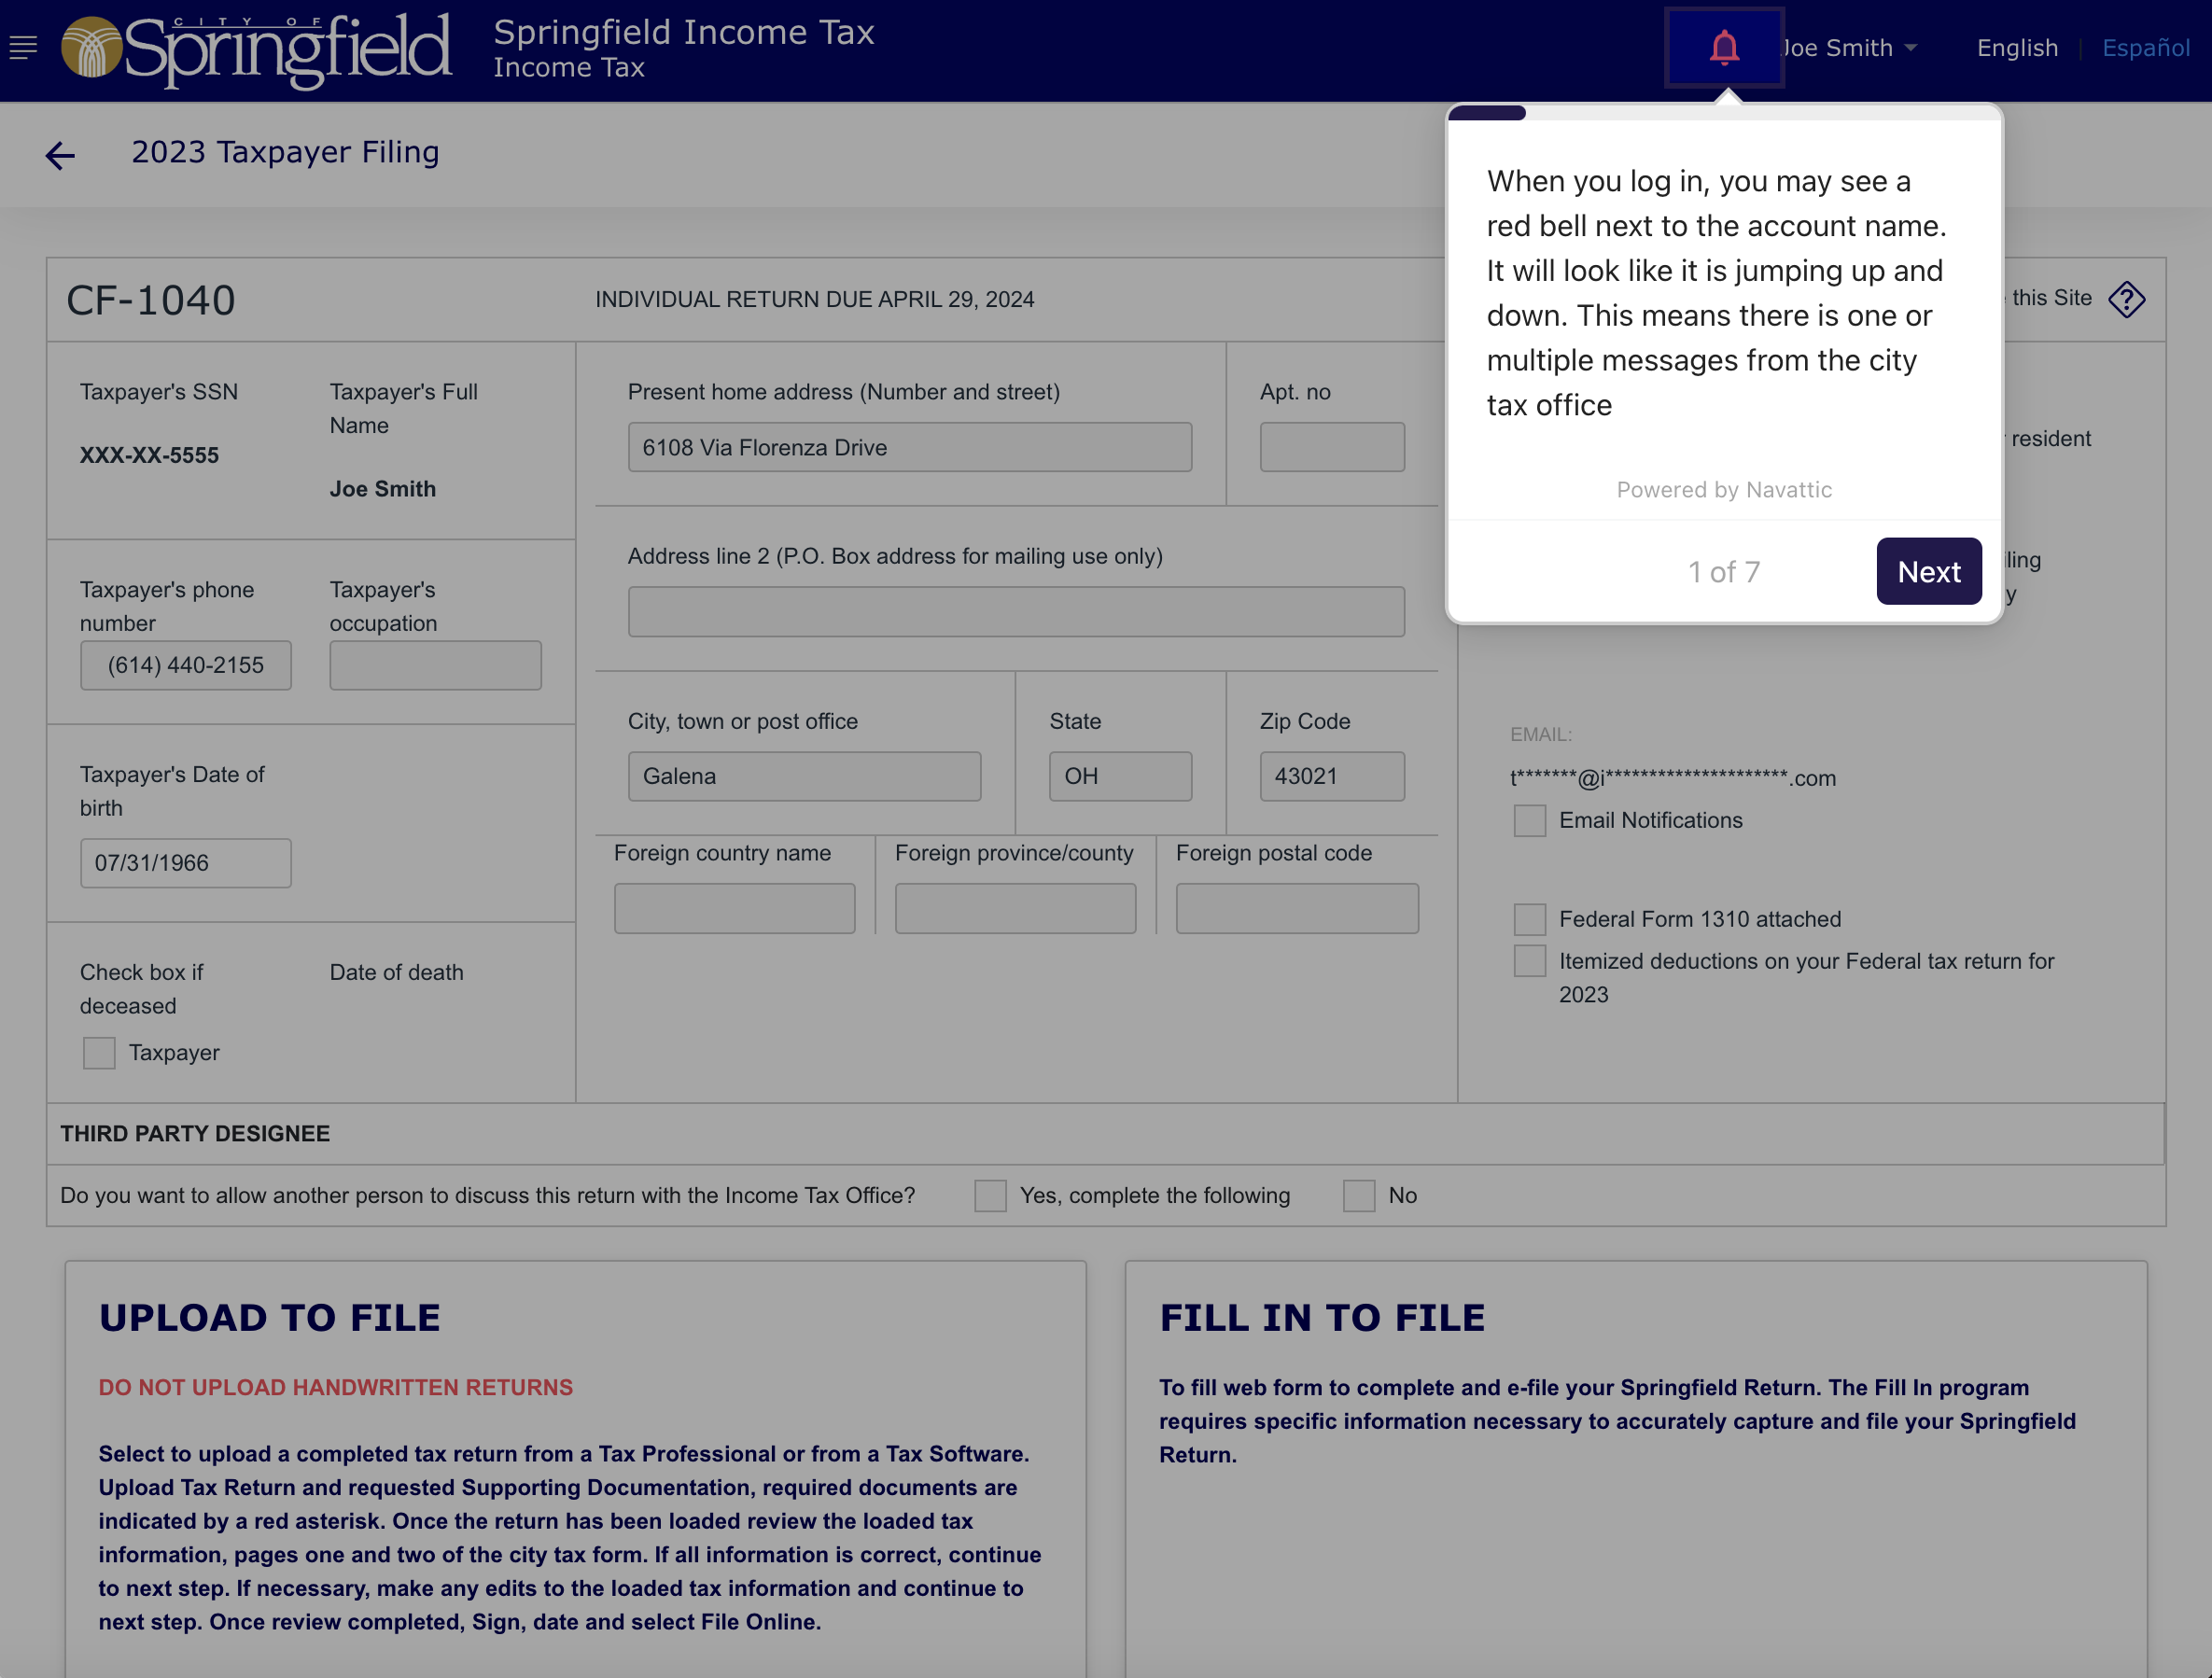 CITY OF
Springfield
Springfield Income Tax
Income Tax
Joe Smith
English
Español
2023 Taxpayer Filing
When you log in, you may see a
red bell next to the account name.
It will look like it is jumping up and
down. This means there is one or
multiple messages from the city
tax office
Powered by Navattic
1 of 7
Next
CF-1040
INDIVIDUAL RETURN DUE APRIL 29, 2024
this Site
Taxpayer's SSN
XXX-XX-5555
Taxpayer's Full
Name
Joe Smith
Present home address (Number and street)
6108 Via Florenza Drive
Apt. no
resident
Address line 2 (P.O. Box address for mailing use only)
Taxpayer's phone
number
(614) 440-2155
Taxpayer's
occupation
City, town or post office
Galena
State
OH
Zip Code
43021
EMAIL:
t*******@i*********************.com
Email Notifications
Taxpayer's Date of
birth
07/31/1966
Foreign country name
Foreign province/county
Foreign postal code
Federal Form 1310 attached
Itemized deductions on your Federal tax return for
2023
Check box if
deceased
Date of death
Taxpayer
THIRD PARTY DESIGNEE
Do you want to allow another person to discuss this return with the Income Tax Office?
Yes, complete the following
No
UPLOAD TO FILE
DO NOT UPLOAD HANDWRITTEN RETURNS
Select to upload a completed tax return from a Tax Professional or from a Tax Software.
Upload Tax Return and requested Supporting Documentation, required documents are
indicated by a red asterisk. Once the return has been loaded review the loaded tax
information, pages one and two of the city tax form. If all information is correct, continue
to next step. If necessary, make any edits to the loaded tax information and continue to
next step. Once review completed, Sign, date and select File Online.
FILL IN TO FILE
To fill web form to complete and e-file your Springfield Return. The Fill In program
requires specific information necessary to accurately capture and file your Springfield
Return.